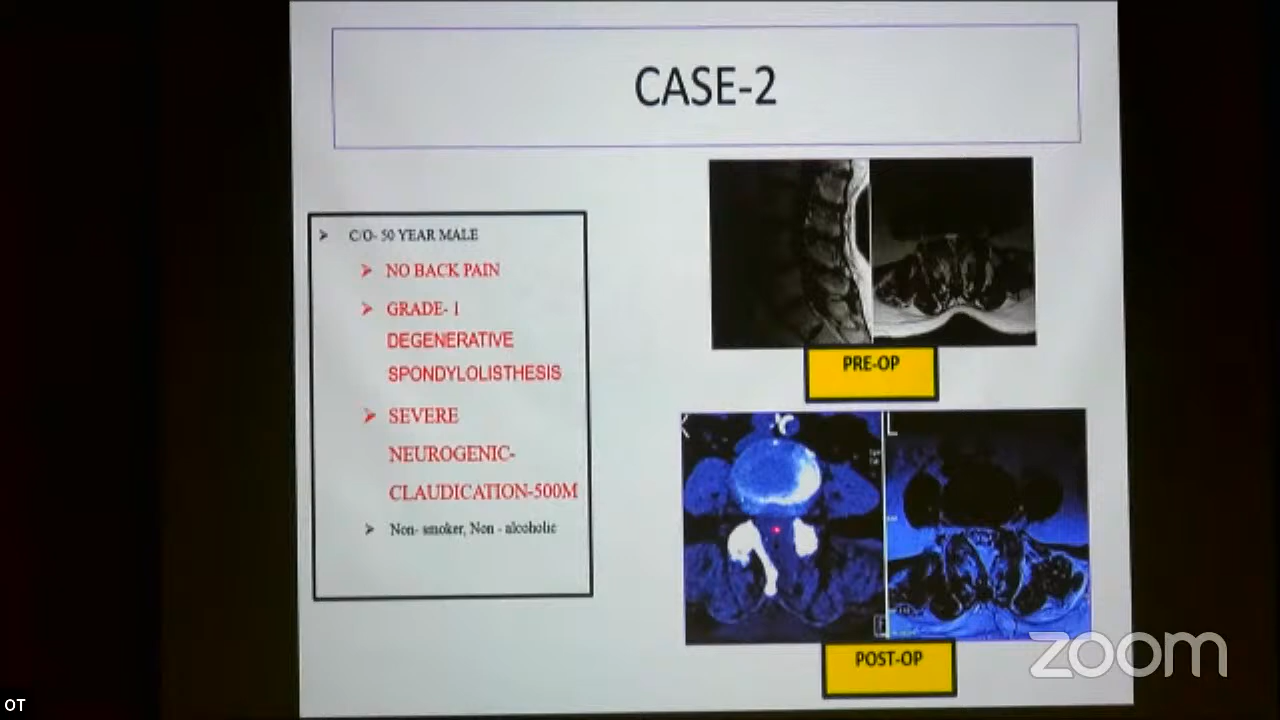 CASE-2
C/O- 50 YEAR MALE
NO BACK PAIN
GRADE- 1
DEGENERATIVE
SPONDYLOLISTHESIS
SEVERE
NEUROGENIC-
CLAUDICATION-500M
Non- smoker, Non - alcoholic
PRE-OP
L
POST-OP
zoom
OT